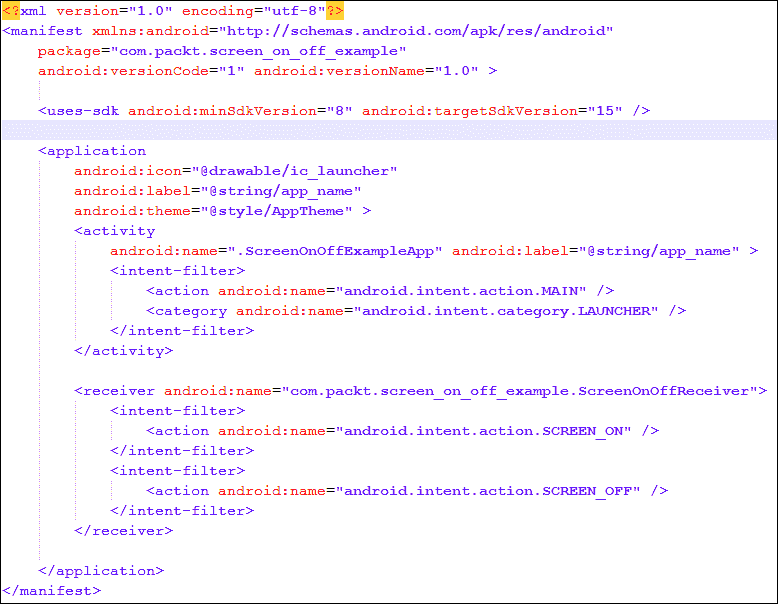 <?xml version="1.0" encoding="utf-8"?>
<manifest xmlns:android="http://schemas.android.com/apk/res/android"
    package="com.packt.screen_on_off_example"
    android:versionCode="1" android:versionName="1.0" >
    <uses-sdk android:minSdkVersion="8" android:targetSdkVersion="15" />
    <application
        android:icon="@drawable/ic_launcher"
        android:label="@string/app_name"
        android:theme="@style/AppTheme" >
        <activity
            android:name=".ScreenOnOffExampleApp" android:label="@string/app_name" >
            <intent-filter>
                <action android:name="android.intent.action.MAIN" />
                <category android:name="android.intent.category.LAUNCHER" />
            </intent-filter>
        </activity>
        <receiver android:name="com.packt.screen_on_off_example.ScreenOnOffReceiver">
            <intent-filter>
                <action android:name="android.intent.action.SCREEN_ON" />
            </intent-filter>
            <intent-filter>
                <action android:name="android.intent.action.SCREEN_OFF" />
            </intent-filter>
        </receiver>
    </application>
</manifest>